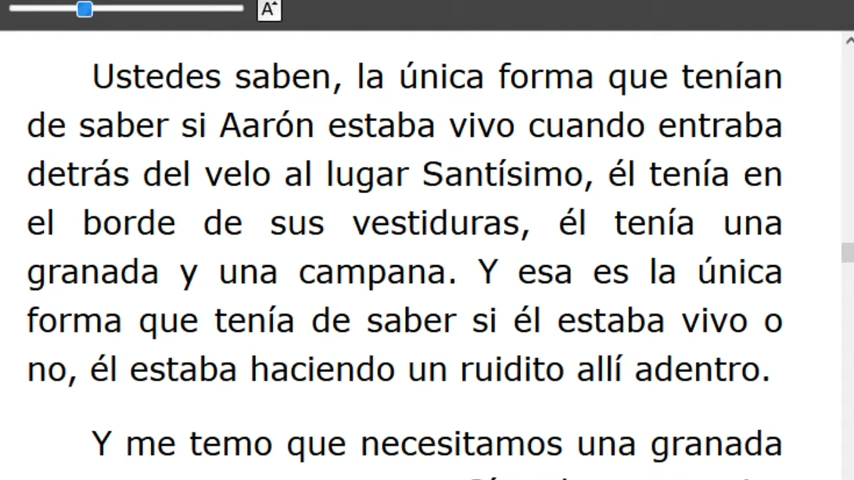 A
Ustedes saben, la única forma que tenían
de saber si Aarón estaba vivo cuando entraba
detrás del velo al lugar Santísimo, él tenía en
el borde de sus vestiduras, él tenía una
granada y una campana. Y esa es la única
forma que tenía de saber si él estaba vivo o
no, él estaba haciendo un ruidito allí adentro.
Y me temo que necesitamos una granada